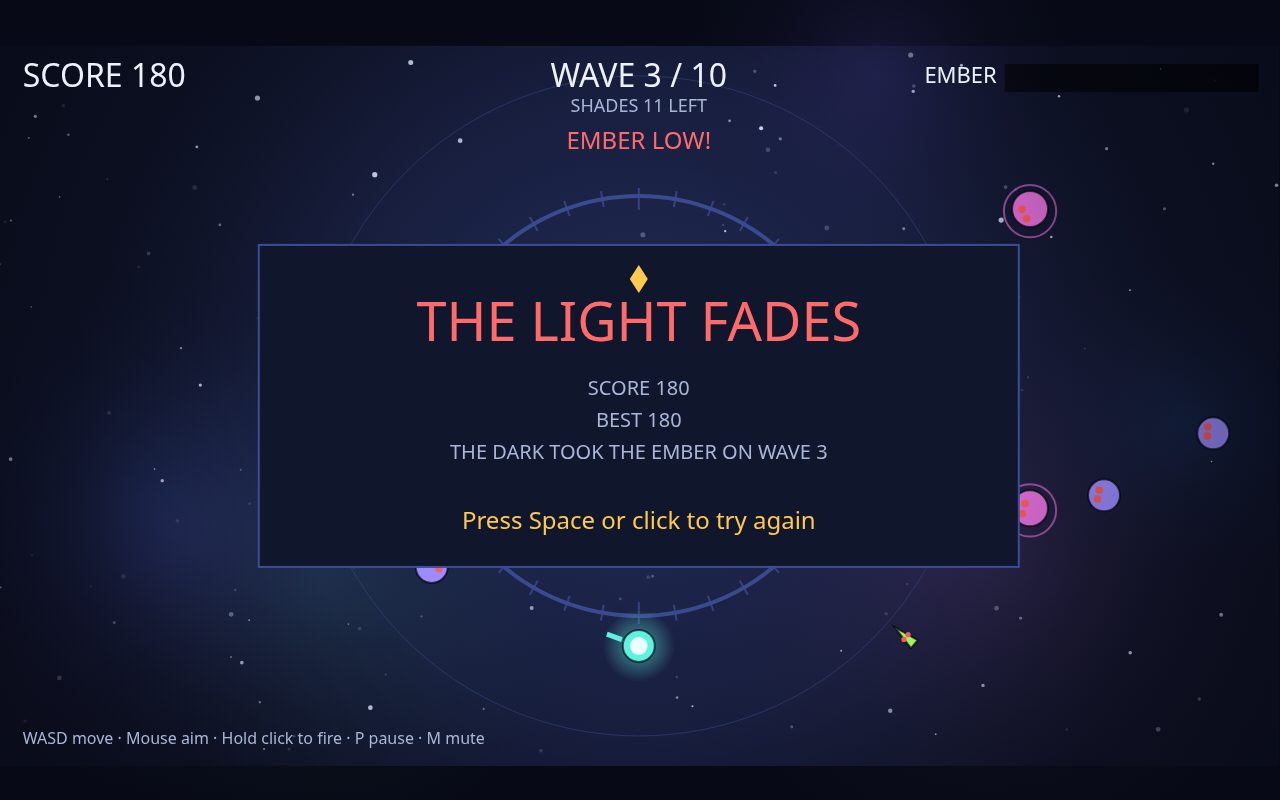 SCORE 180
WAVE 3 / 10
EMBER
SHADES 11 LEFT
EMBER LOW!
THE LIGHT FADES
SCORE 180
BEST 180
THE DARK TOOK THE EMBER ON WAVE 3
Press Space or click to try again
WASD move · Mouse aim · Hold click to fire · P pause · M mute